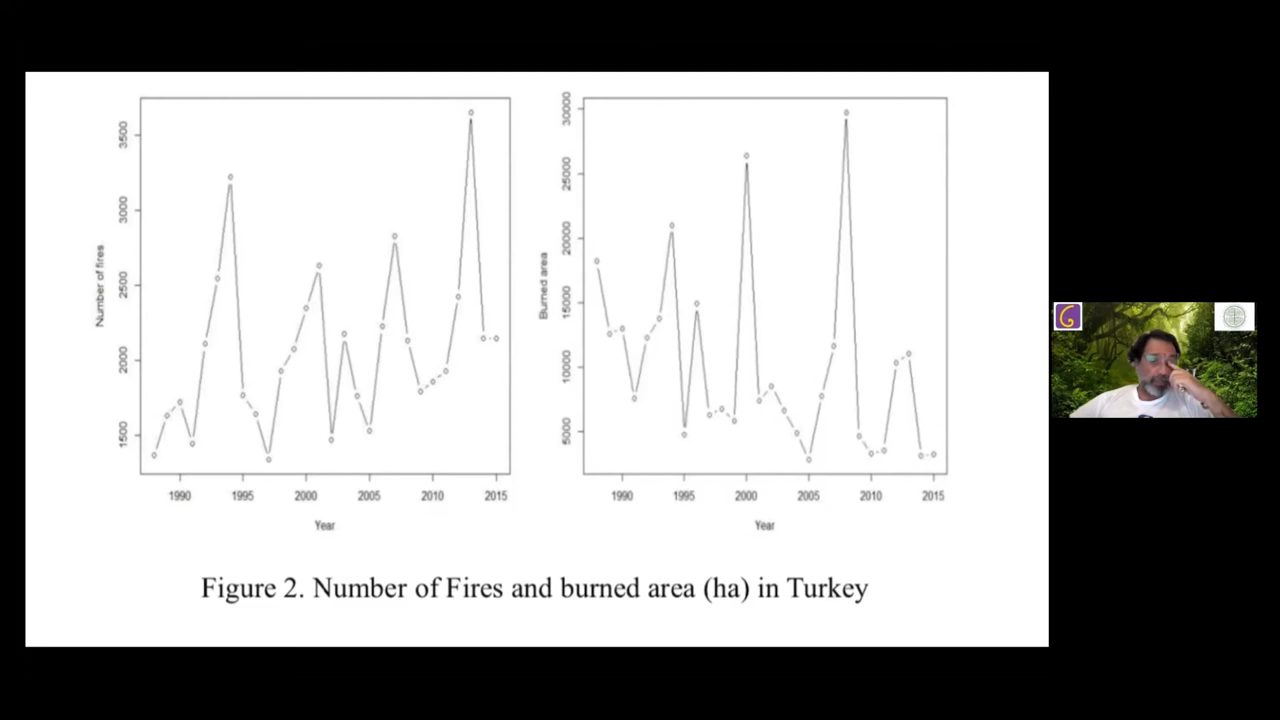 Number of fires
3500
3000
2500
2000
1500
1990 1995 2000 2005 2010 2015
Year
Burned area
30000
25000
20000
15000
10000
5000
1990 1995 2000 2005 2010 2015
Year
Figure 2. Number of Fires and burned area (ha) in Turkey